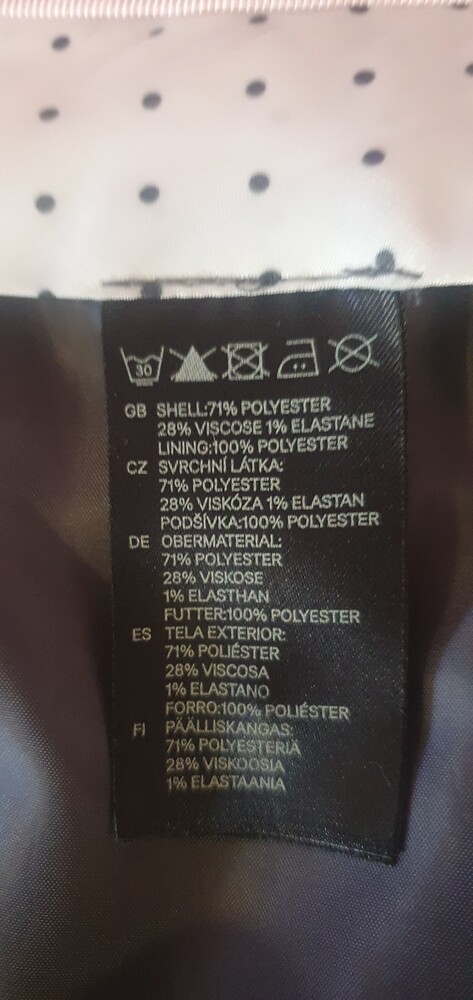 30
GB SHELL:71% POLYESTER
28% VISCOSE 1% ELASTANE
LINING:100% POLYESTER
CZ SVRCHNÍ LÁTKA:
71% POLYESTER
28% VISKÓZA 1% ELASTAN
PODŠÍVKA:100% POLYESTER
DE OBERMATERIAL:
71% POLYESTER
28% VISKOSE
1% ELASTHAN
FUTTER:100% POLYESTER
ES TELA EXTERIOR:
71% POLIÉSTER
28% VISCOSA
1% ELASTANO
FORRO:100% POLIÉSTER
FI PÄÄLLISKANGAS:
71% POLYESTERIÄ
28% VISKOOSIA
1% ELASTAANIA